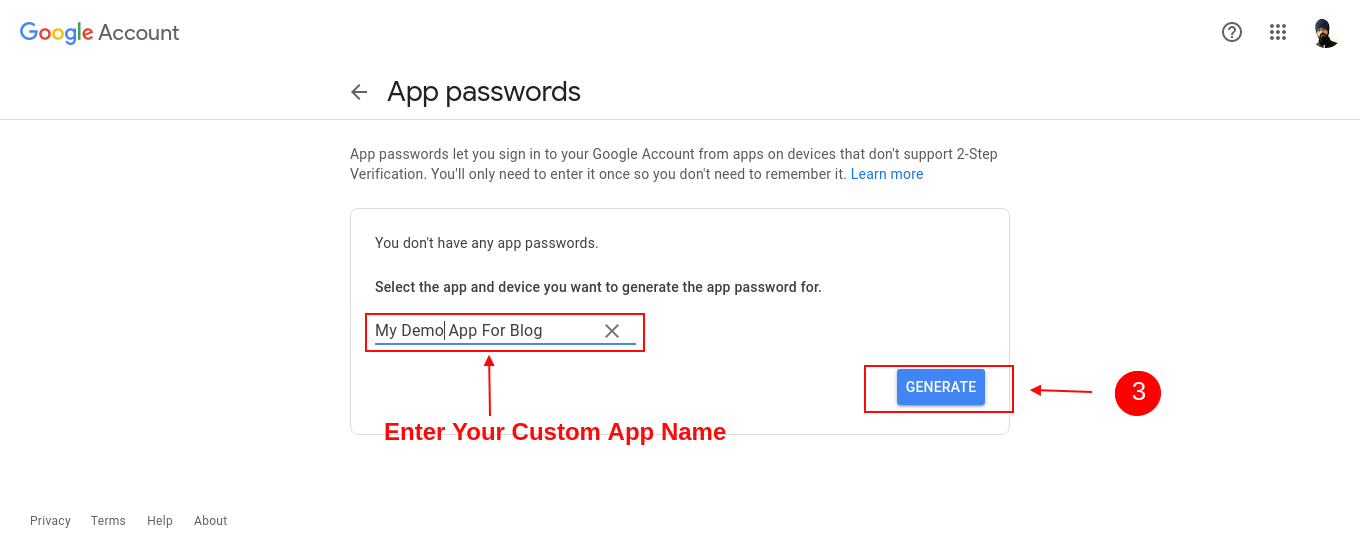 Google Account
App passwords
App passwords let you sign in to your Google Account from apps on devices that don't support 2-Step
Verification. You'll only need to enter it once so you don't need to remember it. Learn more
You don't have any app passwords.
Select the app and device you want to generate the app password for.
My Demo App For Blog
GENERATE
3
Enter Your Custom App Name
Privacy Terms Help About